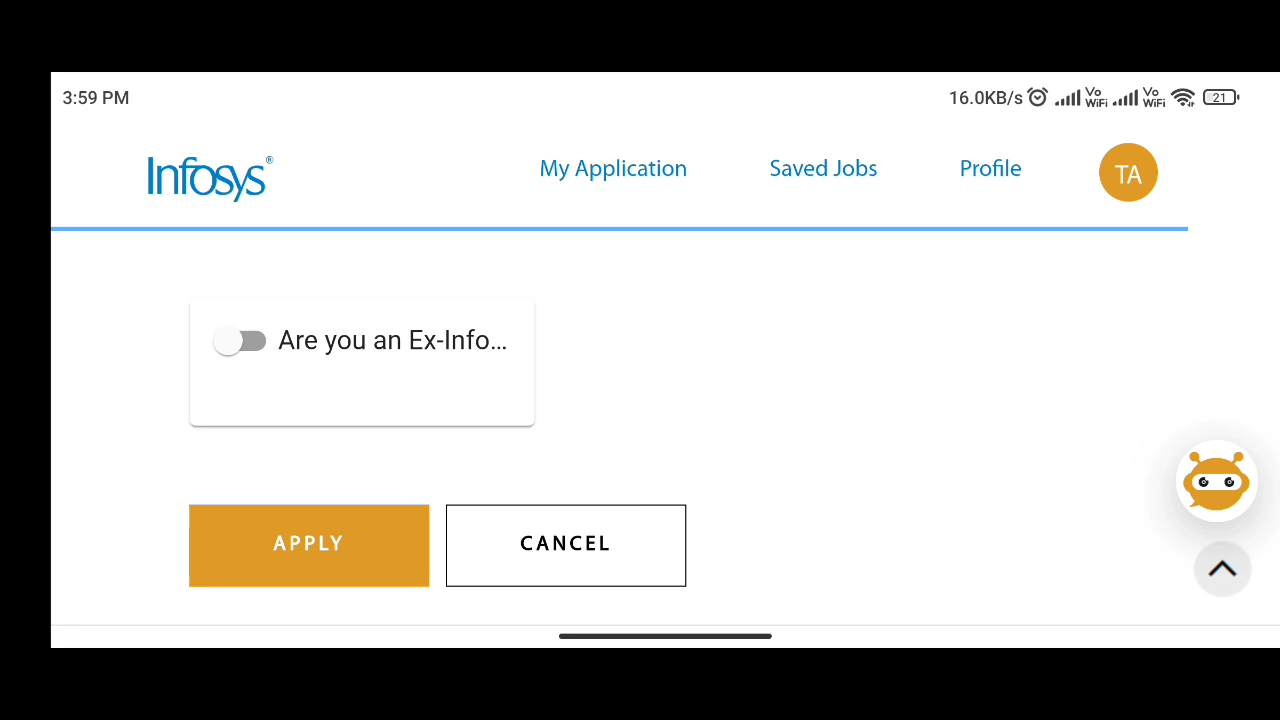 3:59 PM
16.0KB/s Vo WiFi Vo WiFi 21
Infosys®
My Application
Saved Jobs
Profile
TA
Are you an Ex-Info...
APPLY
CANCEL